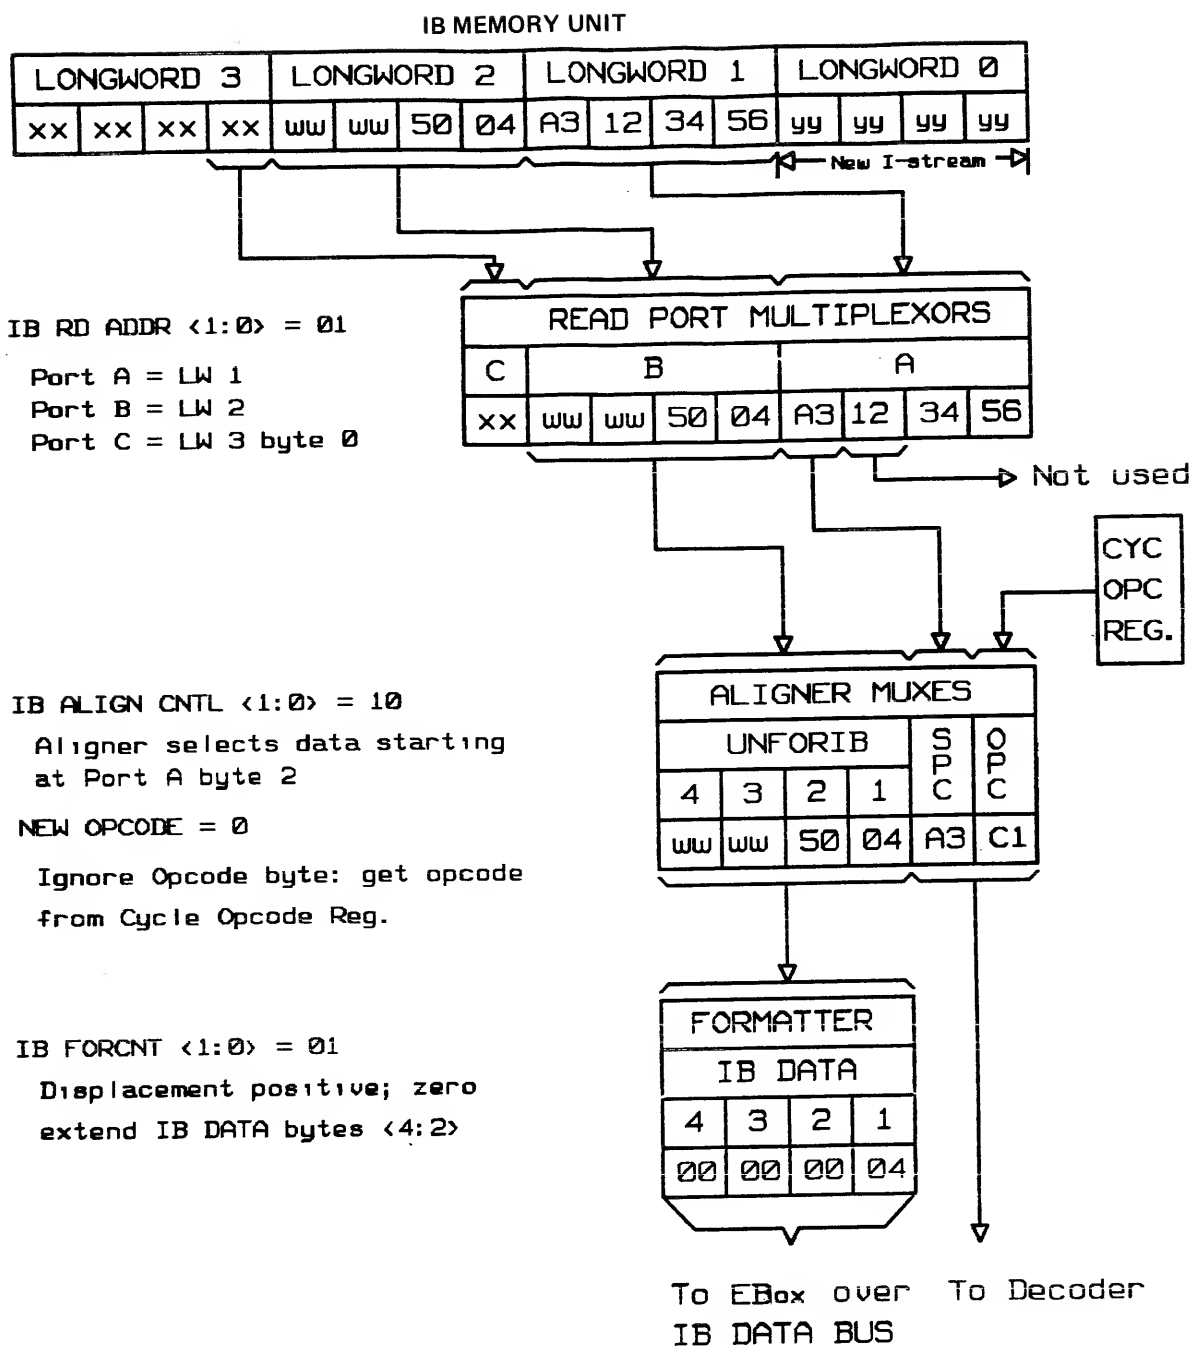 IB MEMORY UNIT
LONGWORD 3 LONGWORD 2 LONGWORD 1 LONGWORD 0
xx xx xx xx ww ww 50 04 A3 12 34 56 yy yy yy yy
New I-stream
READ PORT MULTIPLEXORS
C B A
xx ww ww 50 04 A3 12 34 56
IB RD ADDR <1:0> = 01
Port A = LW 1
Port B = LW 2
Port C = LW 3 byte 0
Not used
CYC
OPC
REG.
ALIGNER MUXES
UNFORIB SPC OPC
4 3 2 1
ww ww 50 04 A3 C1
IB ALIGN CNTL <1:0> = 10
Aligner selects data starting
at Port A byte 2
NEW OPCODE = 0
Ignore Opcode byte: get opcode
from Cycle Opcode Reg.
FORMATTER
IB DATA
4 3 2 1
00 00 00 04
IB FORCNT <1:0> = 01
Displacement positive; zero
extend IB DATA bytes <4:2>
To EBox over
IB DATA BUS
To Decoder